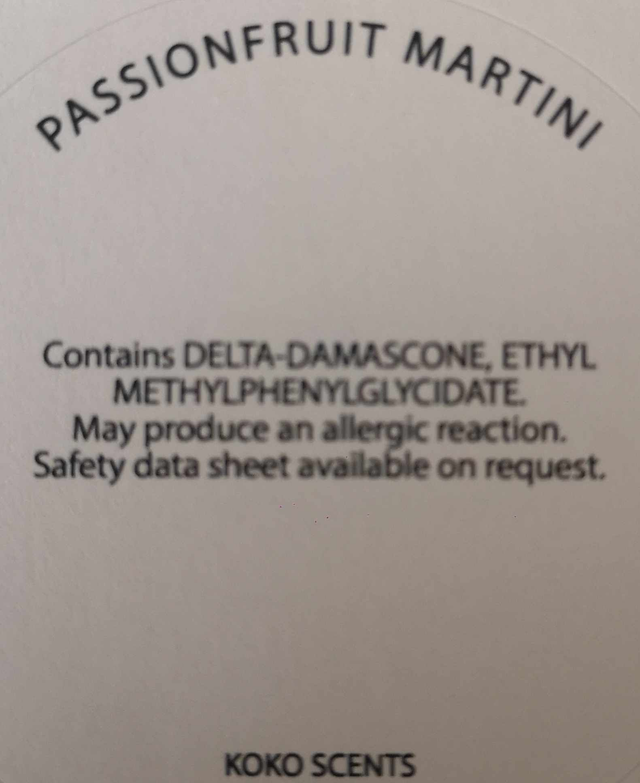 PASSIONFRUIT MARTINI
Contains DELTA-DAMASCONE, ETHYL
METHYLPHENYLGLYCIDATE.
May produce an allergic reaction.
Safety data sheet available on request.
KOKO SCENTS